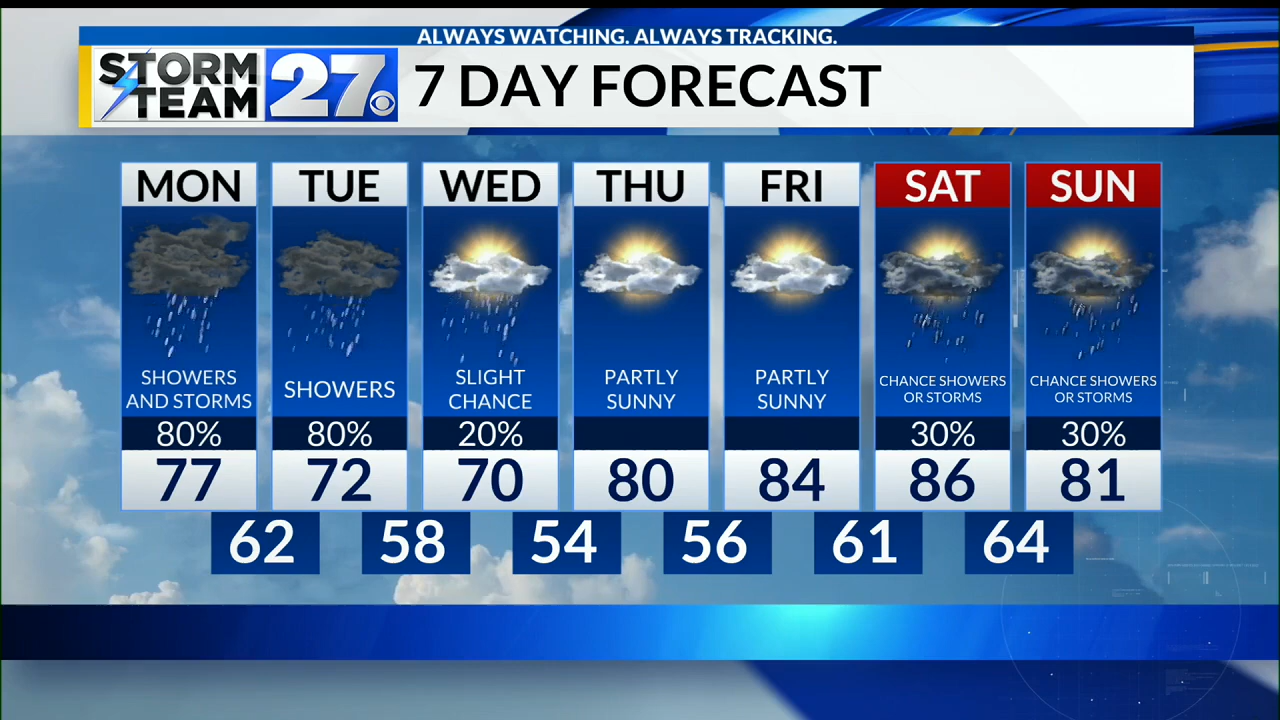 ALWAYS WATCHING. ALWAYS TRACKING.
STORM
TEAM
27
7 DAY FORECAST
MON TUE WED THU FRI SAT SUN
SHOWERS
AND STORMS
SHOWERS
SLIGHT
CHANCE
PARTLY
SUNNY
PARTLY
SUNNY
CHANCE SHOWERS
OR STORMS
CHANCE SHOWERS
OR STORMS
80% 80% 20% 30% 30%
77 72 70 80 84 86 81
62 58 54 56 61 64